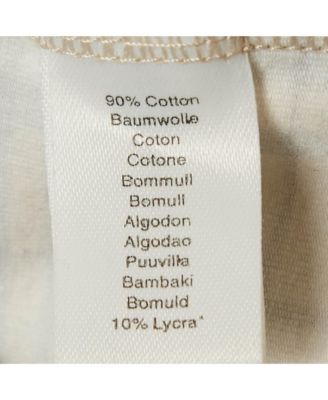 90% Cotton
Baumwolle
Coton
Cotone
Bommull
Bomull
Algodon
Algodao
Puuvilla
Bambaki
Bomuld
10% Lycra*